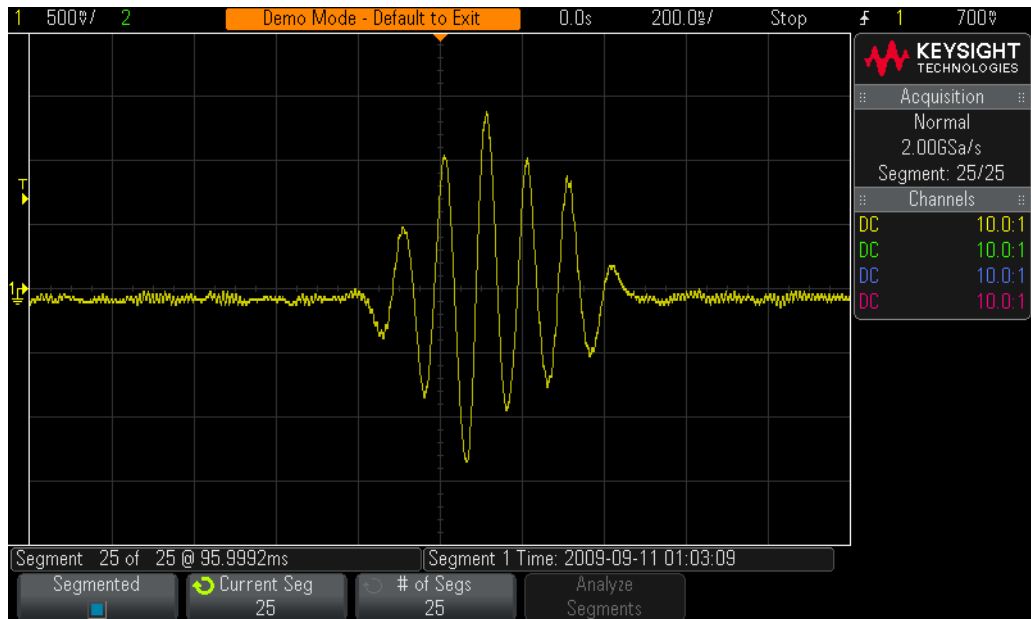 1 500V/ 2 Demo Mode - Default to Exit 0.0s 200.0s/ Stop 1 700V
KEYSIGHT
TECHNOLOGIES
Acquisition
Normal
2.00GSa/s
Segment: 25/25
Channels
DC 10.0:1
DC 10.0:1
DC 10.0:1
DC 10.0:1
T
1
Segment 25 of 25 @ 95.9992ms
Segment 1 Time: 2009-09-11 01:03:09
Segmented
Current Seg
25
# of Segs
25
Analyze
Segments